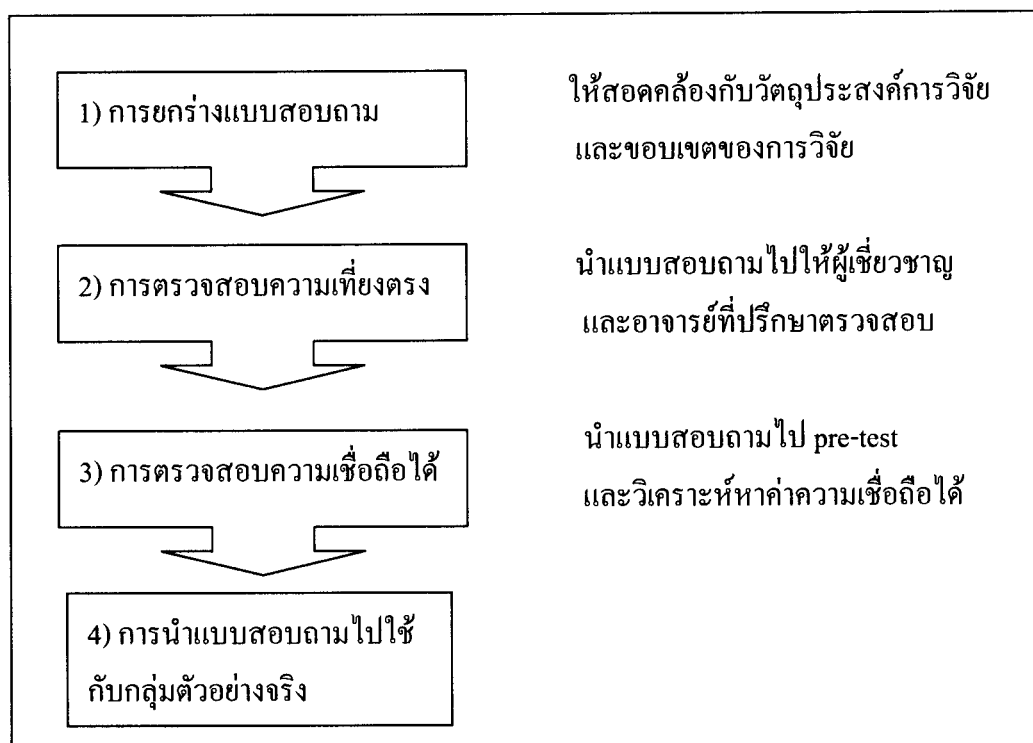 1) การยกร่างแบบสอบถาม
ให้สอดคล้องกับวัตถุประสงค์การวิจัย
และขอบเขตของการวิจัย
2) การตรวจสอบความเที่ยงตรง
นำแบบสอบถามไปให้ผู้เชี่ยวชาญ
และอาจารย์ที่ปรึกษาตรวจสอบ
3) การตรวจสอบความเชื่อถือได้
นำแบบสอบถามไป pre-test
และวิเคราะห์หาค่าความเชื่อถือได้
4) การนำแบบสอบถามไปใช้
กับกลุ่มตัวอย่างจริง